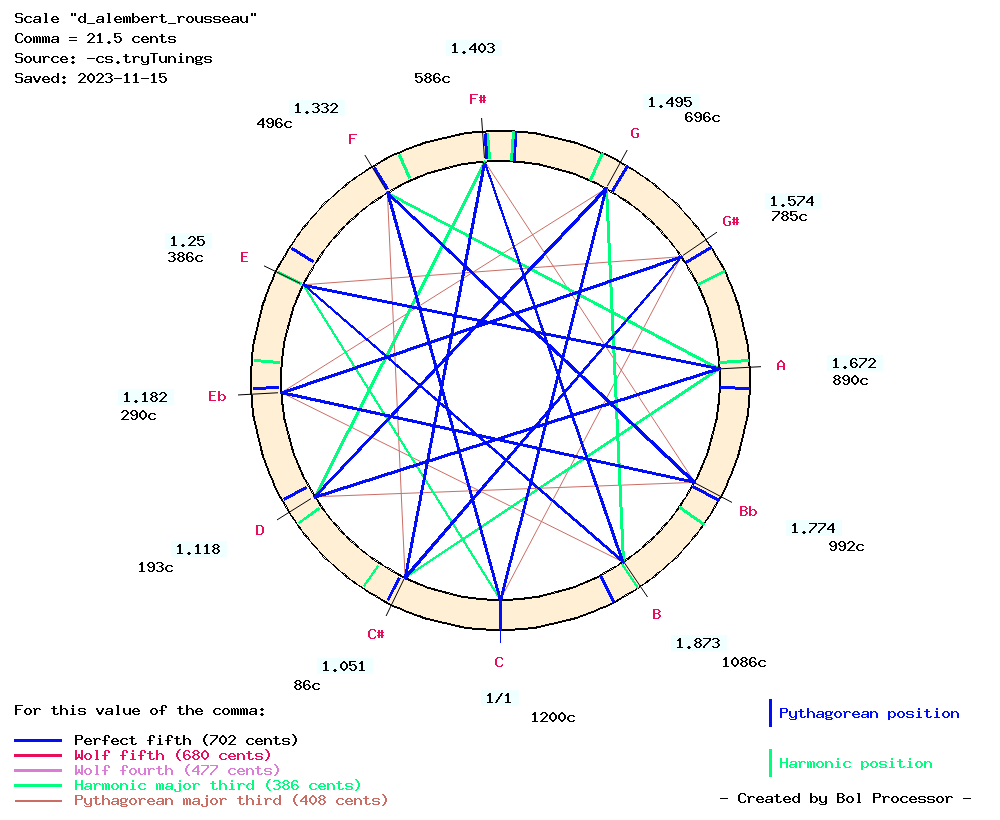 Scale "d_alembert_rousseau"
Comma = 21.5 cents
Source: -cs.tryTunings
Saved: 2023-11-15
1.403
586c
F#
1.332
496c
F
1.495
696c
G
1.574
785c
G#
1.25
386c
E
1.672
890c
A
1.182
290c
Eb
Bb
1.774
992c
D
1.118
193c
B
1.873
1086c
C#
1.051
86c
C
1/1
1200c
For this value of the comma:
Perfect fifth (702 cents)
Wolf fifth (680 cents)
Wolf fourth (477 cents)
Harmonic major third (386 cents)
Pythagorean major third (408 cents)
Pythagorean position
Harmonic position
- Created by Bol Processor -